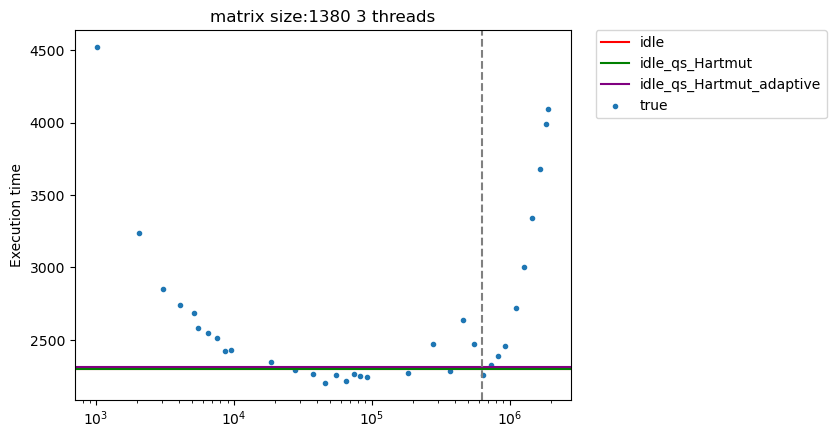 matrix size:1380 3 threads
idle
idle_qs_Hartmut
idle_qs_Hartmut_adaptive
true
Execution time
4500
4000
3500
3000
2500
10³ 10⁴ 10⁵ 10⁶